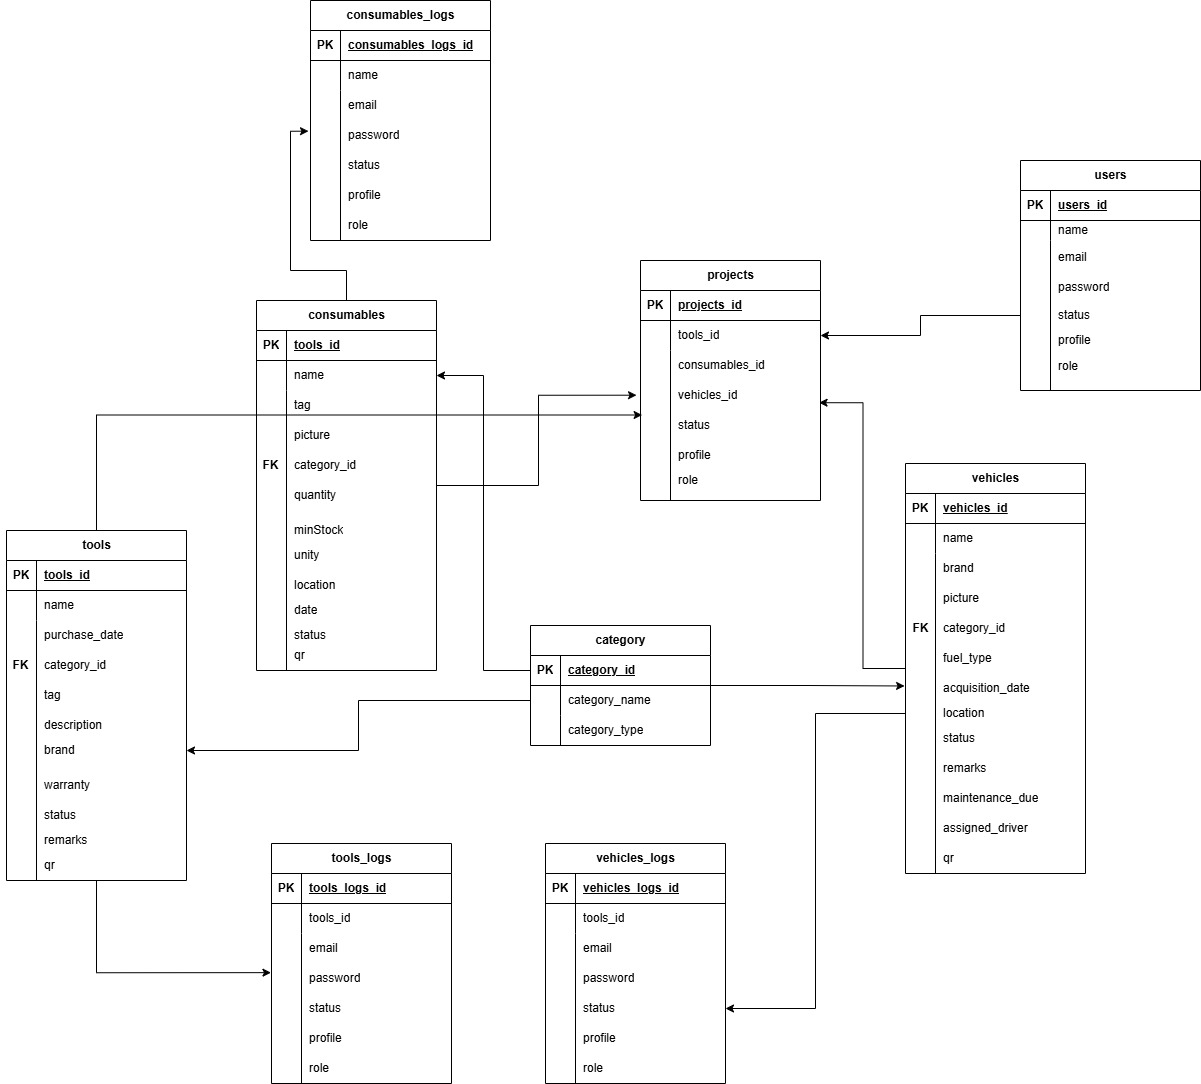 consumables_logs
PK consumables_logs_id
name
email
password
status
profile
role
users
PK users_id
name
email
password
status
profile
role
projects
PK projects_id
tools_id
consumables_id
vehicles_id
status
profile
role
consumables
PK tools_id
name
tag
picture
FK category_id
quantity
minStock
unity
location
date
status
qr
vehicles
PK vehicles_id
name
brand
picture
FK category_id
fuel_type
acquisition_date
location
status
remarks
maintenance_due
assigned_driver
qr
tools
PK tools_id
name
purchase_date
FK category_id
tag
description
brand
warranty
status
remarks
qr
category
PK category_id
category_name
category_type
tools_logs
PK tools_logs_id
tools_id
email
password
status
profile
role
vehicles_logs
PK vehicles_logs_id
tools_id
email
password
status
profile
role